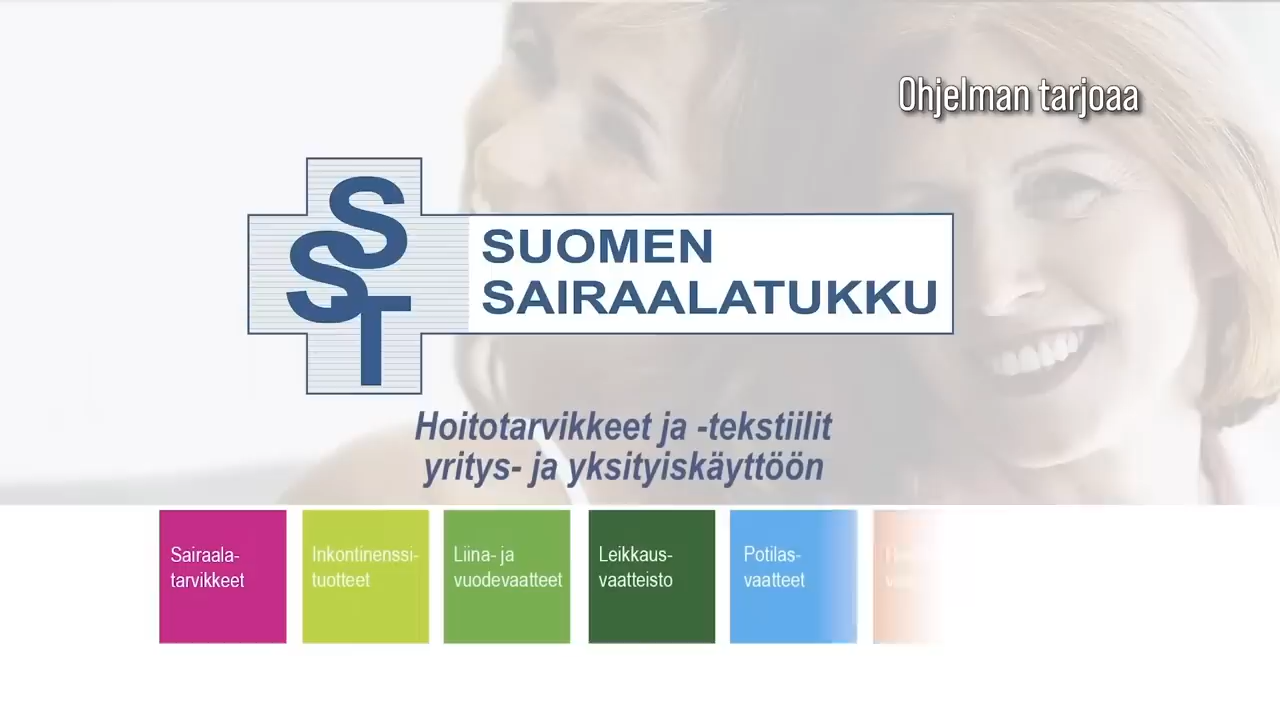 Ohjelman tarjoaa
SST
SUOMEN
SAIRAALATUKKU
Hoitotarvikkeet ja -tekstiilit
yritys- ja yksityiskäyttöön
Sairaala-
tarvikkeet
Inkontinenssi-
tuotteet
Liina- ja
vuodevaatteet
Leikkaus-
vaatteisto
Potilas-
vaatteet